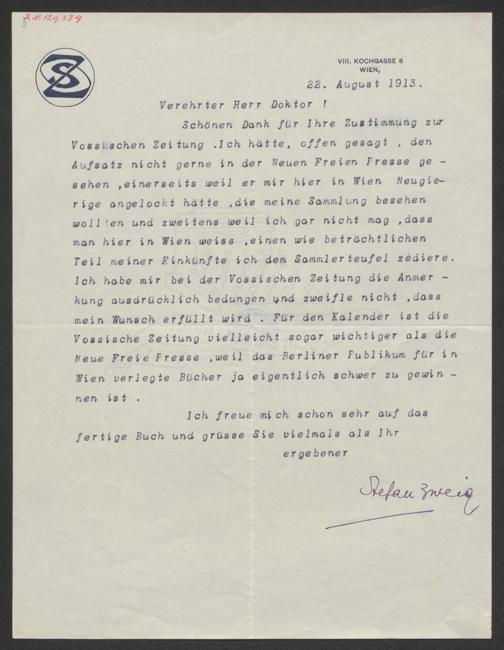 J.N. 129.539
5
SZ
VIII. KOCHGASSE 8
WIEN,
22. August 1913.
Verehrter Herr Doktor !
Schönen Dank für Ihre Zustimmung zur
Vossischen Zeitung .Ich hätte, offen gesagt , den
Aufsatz nicht gerne in der Neuen Freien Presse ge -
sehen ,einerseits weil er mir hier in Wien Neugie-
rige angelockt hätte ,die meine Sammlung besehen
wollten und zweitens weil ich gar nicht mag ,dass
man hier in Wien weiss ,einen wie beträchtlichen
Teil meiner Einkünfte ich dem Sammlerteufel zediere.
Ich habe mir bei der Vossischen Zeitung die Anmer -
kung ausdrücklich bedungen und zweifle nicht ,dass
mein Wunsch erfüllt wird . Für den Kalender ist die
Vossische Zeitung vielleicht sogar wichtiger als die
Neue Freie Presse ,weil das Berliner Publikum für in
Wien verlegte Bücher ja eigentlich schwer zu gewin -
nen ist .
Ich freue mich schon sehr auf das
fertige Buch und grüsse Sie vielmals als Ihr
ergebener
Stefan Zweig